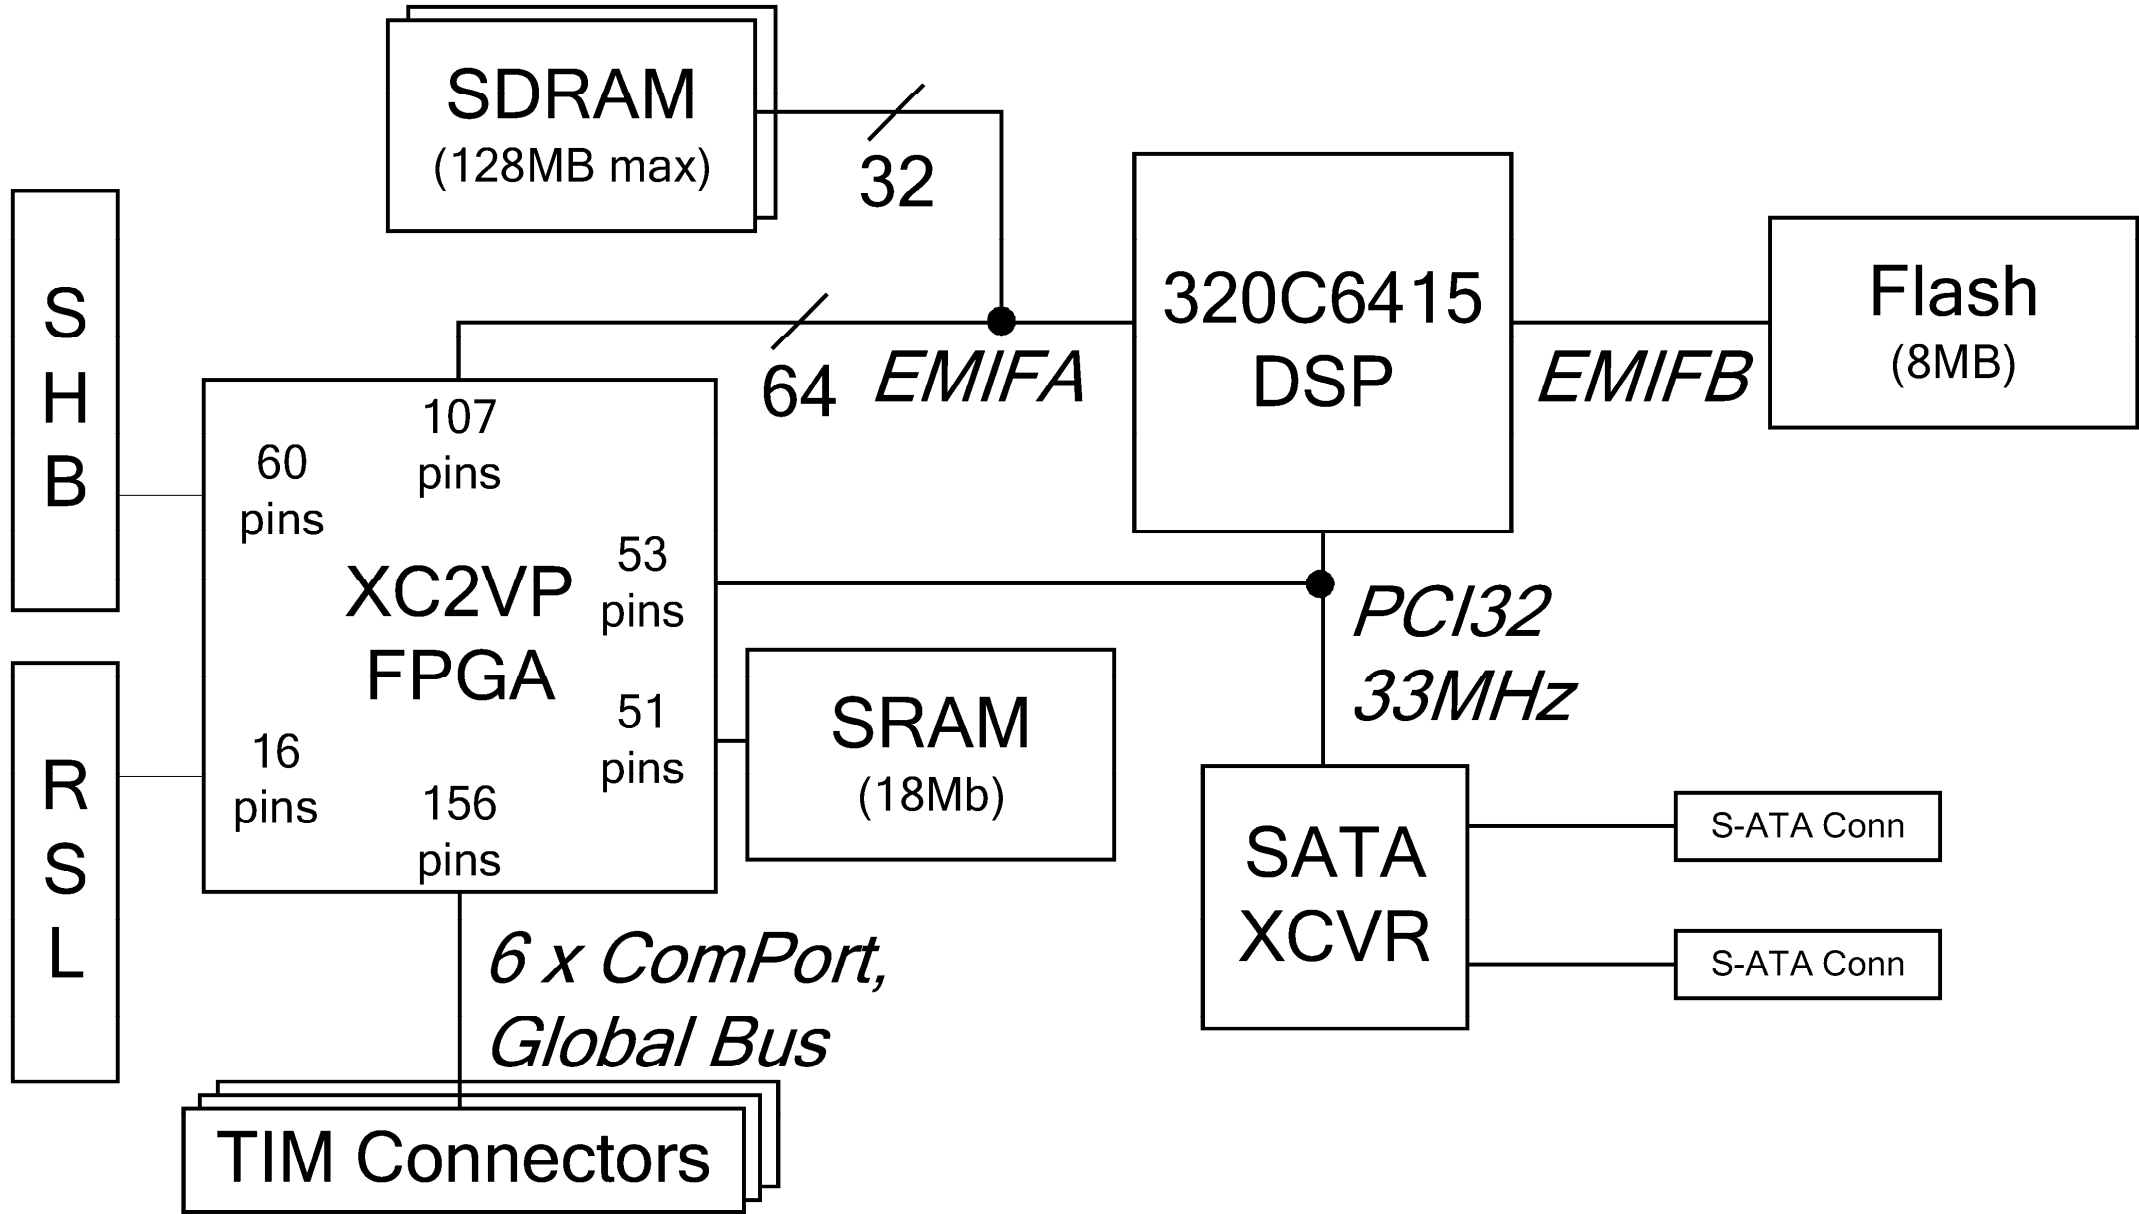 SDRAM
(128MB max)
32
S
H
B
320C6415
DSP
Flash
(8MB)
64
EMIFA
EMIFB
107
pins
60
pins
XC2VP
FPGA
53
pins
PCI32
33MHz
51
pins
SRAM
(18Mb)
R
S
L
16
pins
156
pins
SATA
XCVR
S-ATA Conn
S-ATA Conn
6 x ComPort,
Global Bus
TIM Connectors